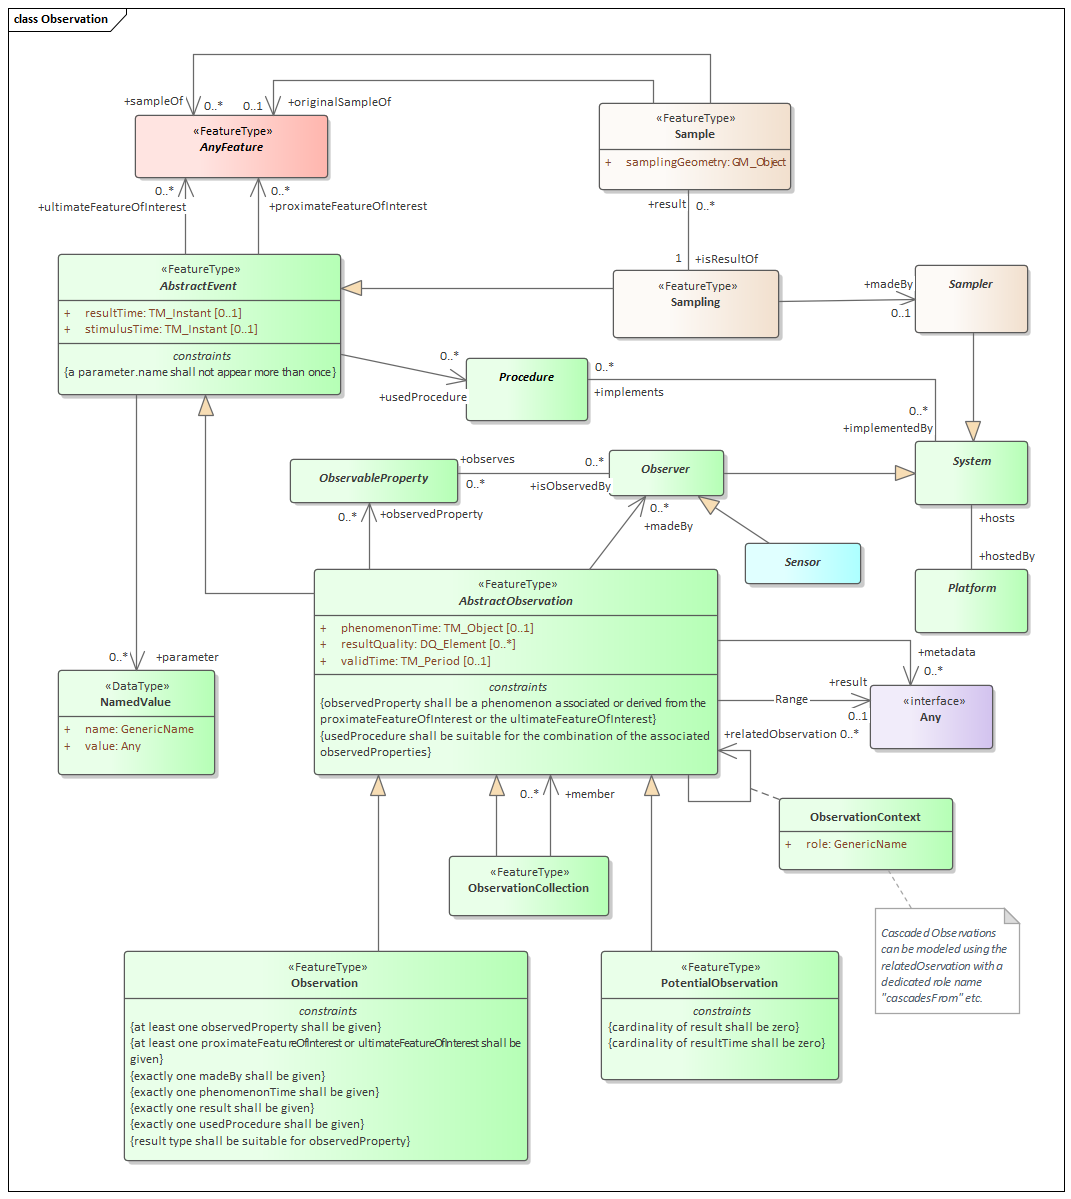 class Observation
+sampleOf
0..*
0..1
+originalSampleOf
«FeatureType»
AnyFeature
«FeatureType»
Sample
+ samplingGeometry: GM_Object
0..*
+ultimateFeatureOfInterest
0..*
+proximateFeatureOfInterest
+result
0..*
1
+isResultOf
«FeatureType»
AbstractEvent
+ resultTime: TM_Instant [0..1]
+ stimulusTime: TM_Instant [0..1]
constraints
{a parameter.name shall not appear more than once}
«FeatureType»
Sampling
+madeBy
0..1
Sampler
0..*
+usedProcedure
Procedure
0..*
+implements
0..*
+implementedBy
System
ObservableProperty
+observes
0..*
0..*
+isObservedBy
Observer
0..*
+observedProperty
0..*
+madeBy
Sensor
+hosts
+hostedBy
Platform
«FeatureType»
AbstractObservation
+ phenomenonTime: TM_Object [0..1]
+ resultQuality: DQ_Element [0..*]
+ validTime: TM_Period [0..1]
constraints
{observedProperty shall be a phenomenon associated or derived from the
proximateFeatureOfInterest or the ultimateFeatureOfInterest}
{usedProcedure shall be suitable for the combination of the associated
observedProperties}
0..*
+parameter
«DataType»
NamedValue
+ name: GenericName
+ value: Any
+metadata
0..*
+result
Range
0..1
«interface»
Any
+relatedObservation 0..*
0..*
+member
ObservationContext
+ role: GenericName
«FeatureType»
ObservationCollection
Cascaded Observations
can be modeled using the
relatedOservation with a
dedicated role name
"cascadesFrom" etc.
«FeatureType»
Observation
constraints
{at least one observedProperty shall be given}
{at least one proximateFeatureOfInterest or ultimateFeatureOfInterest shall be
given}
{exactly one madeBy shall be given}
{exactly one phenomenonTime shall be given}
{exactly one result shall be given}
{exactly one usedProcedure shall be given}
{result type shall be suitable for observedProperty}
«FeatureType»
PotentialObservation
constraints
{cardinality of result shall be zero}
{cardinality of resultTime shall be zero}